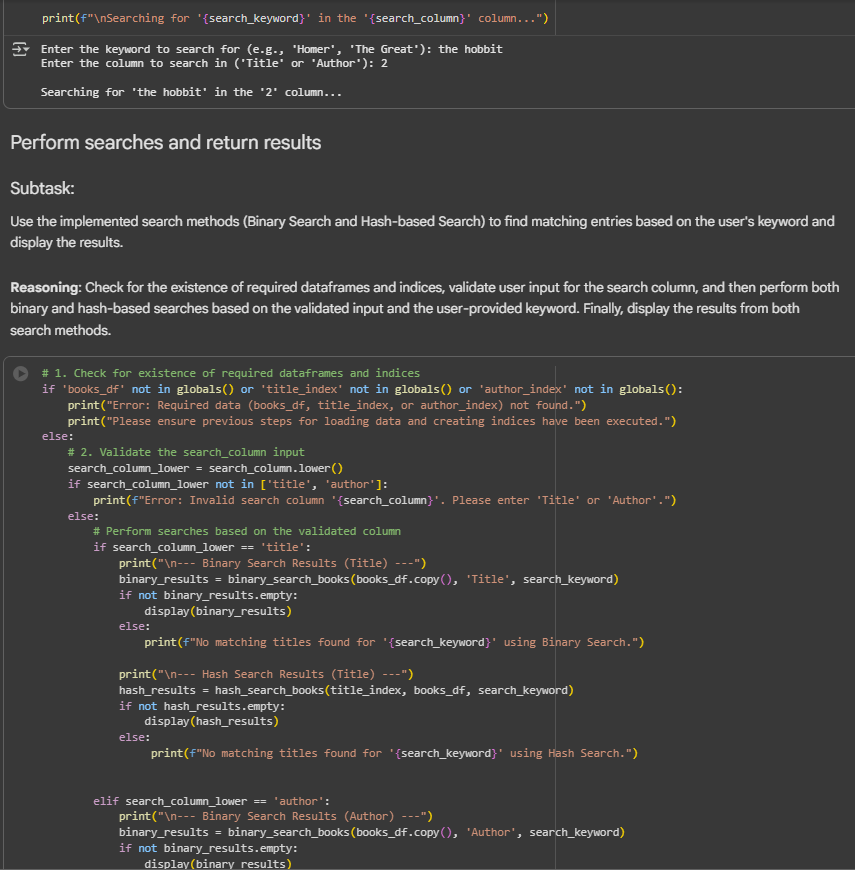 print(f"\nSearching for '{search_keyword}' in the '{search_column}' column...")
Enter the keyword to search for (e.g., 'Homer', 'The Great'): the hobbit
Enter the column to search in ('Title' or 'Author'): 2
Searching for 'the hobbit' in the '2' column...
Perform searches and return results
Subtask:
Use the implemented search methods (Binary Search and Hash-based Search) to find matching entries based on the user's keyword and
display the results.
Reasoning: Check for the existence of required dataframes and indices, validate user input for the search column, and then perform both
binary and hash-based searches based on the validated input and the user-provided keyword. Finally, display the results from both
search methods.
# 1. Check for existence of required dataframes and indices
if 'books_df' not in globals() or 'title_index' not in globals() or 'author_index' not in globals():
    print("Error: Required data (books_df, title_index, or author_index) not found.")
    print("Please ensure previous steps for loading data and creating indices have been executed.")
else:
    # 2. Validate the search_column input
    search_column_lower = search_column.lower()
    if search_column_lower not in ['title', 'author']:
        print(f"Error: Invalid search column '{search_column}'. Please enter 'Title' or 'Author'.")
    else:
        # Perform searches based on the validated column
        if search_column_lower == 'title':
            print("\n--- Binary Search Results (Title) ---")
            binary_results = binary_search_books(books_df.copy(), 'Title', search_keyword)
            if not binary_results.empty:
                display(binary_results)
            else:
                print(f"No matching titles found for '{search_keyword}' using Binary Search.")
            print("\n--- Hash Search Results (Title) ---")
            hash_results = hash_search_books(title_index, books_df, search_keyword)
            if not hash_results.empty:
                display(hash_results)
            else:
                 print(f"No matching titles found for '{search_keyword}' using Hash Search.")
        elif search_column_lower == 'author':
            print("\n--- Binary Search Results (Author) ---")
            binary_results = binary_search_books(books_df.copy(), 'Author', search_keyword)
            if not binary_results.empty:
                display(binary_results)